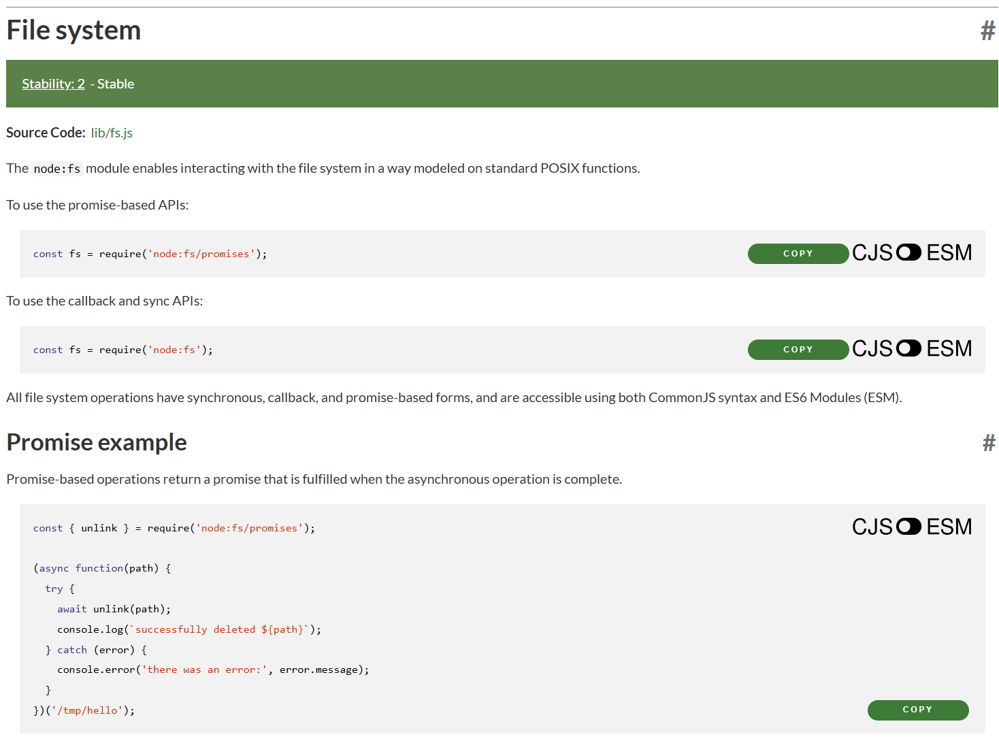 File system #
Stability: 2 - Stable
Source Code: lib/fs.js
The node:fs module enables interacting with the file system in a way modeled on standard POSIX functions.
To use the promise-based APIs:
const fs = require('node:fs/promises'); COPY CJS ESM
To use the callback and sync APIs:
const fs = require('node:fs'); COPY CJS ESM
All file system operations have synchronous, callback, and promise-based forms, and are accessible using both CommonJS syntax and ES6 Modules (ESM).
Promise example #
Promise-based operations return a promise that is fulfilled when the asynchronous operation is complete.
const { unlink } = require('node:fs/promises'); CJS ESM
(async function(path) {
  try {
    await unlink(path);
    console.log(`successfully deleted ${path}`);
  } catch (error) {
    console.error('there was an error:', error.message);
  }
})('/tmp/hello'); COPY